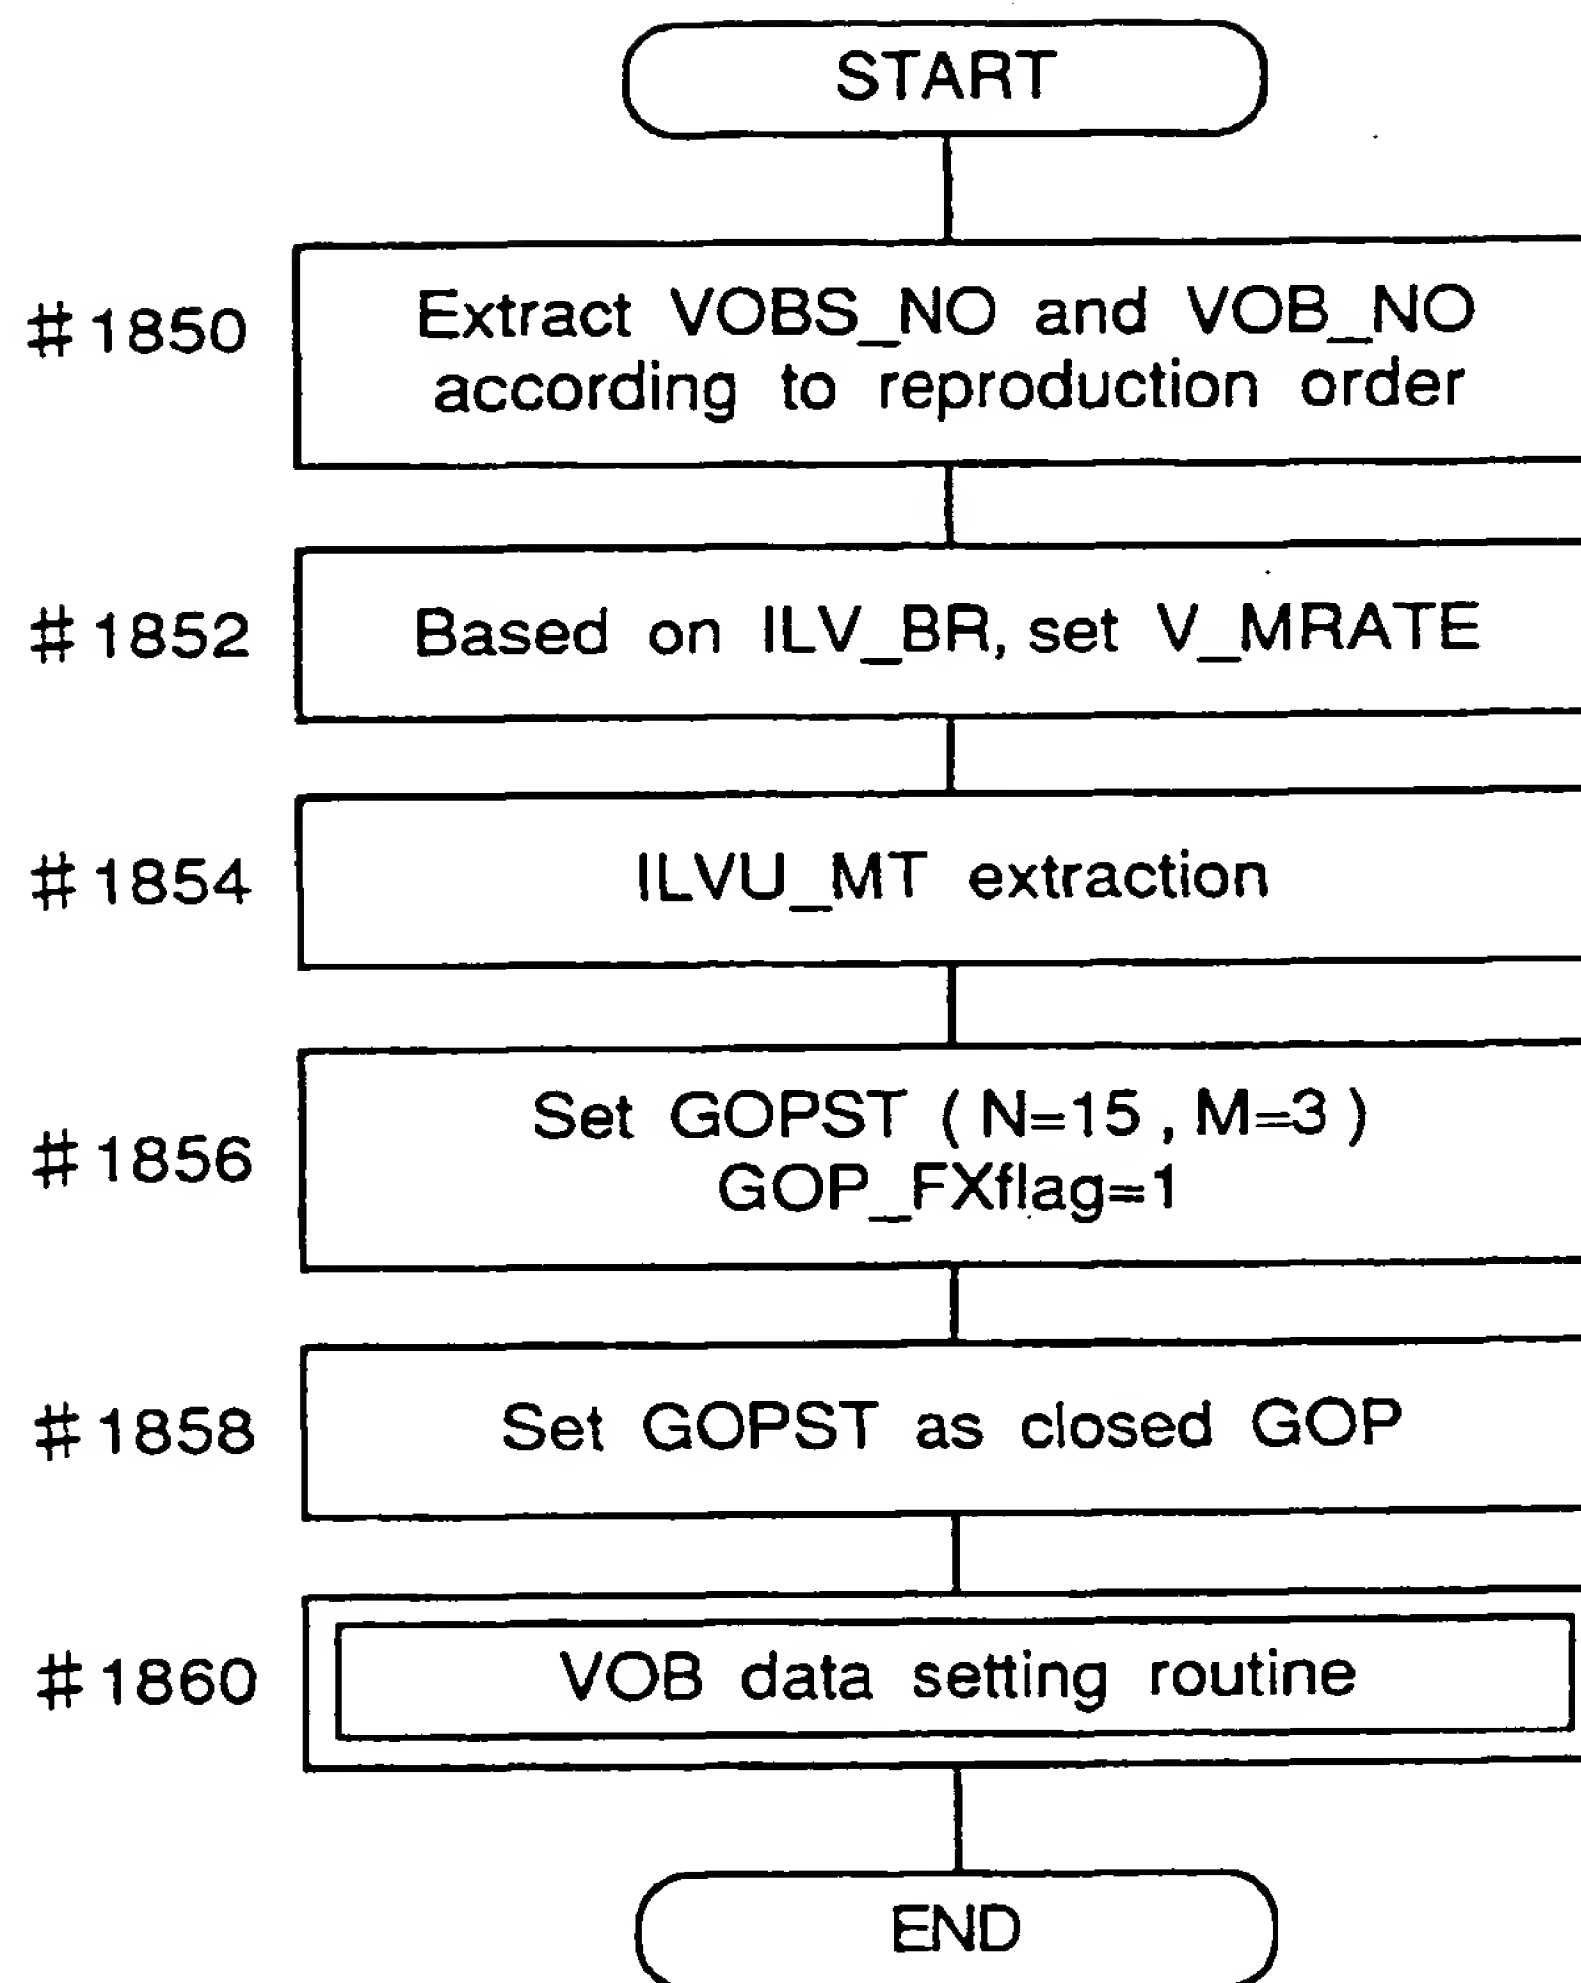 START
#1850
Extract VOBS_NO and VOB_NO
according to reproduction order
#1852
Based on ILV_BR, set V_MRATE
#1854
ILVU_MT extraction
#1856
Set GOPST (N=15, M=3)
GOP_FXflag=1
#1858
Set GOPST as closed GOP
#1860
VOB data setting routine
END